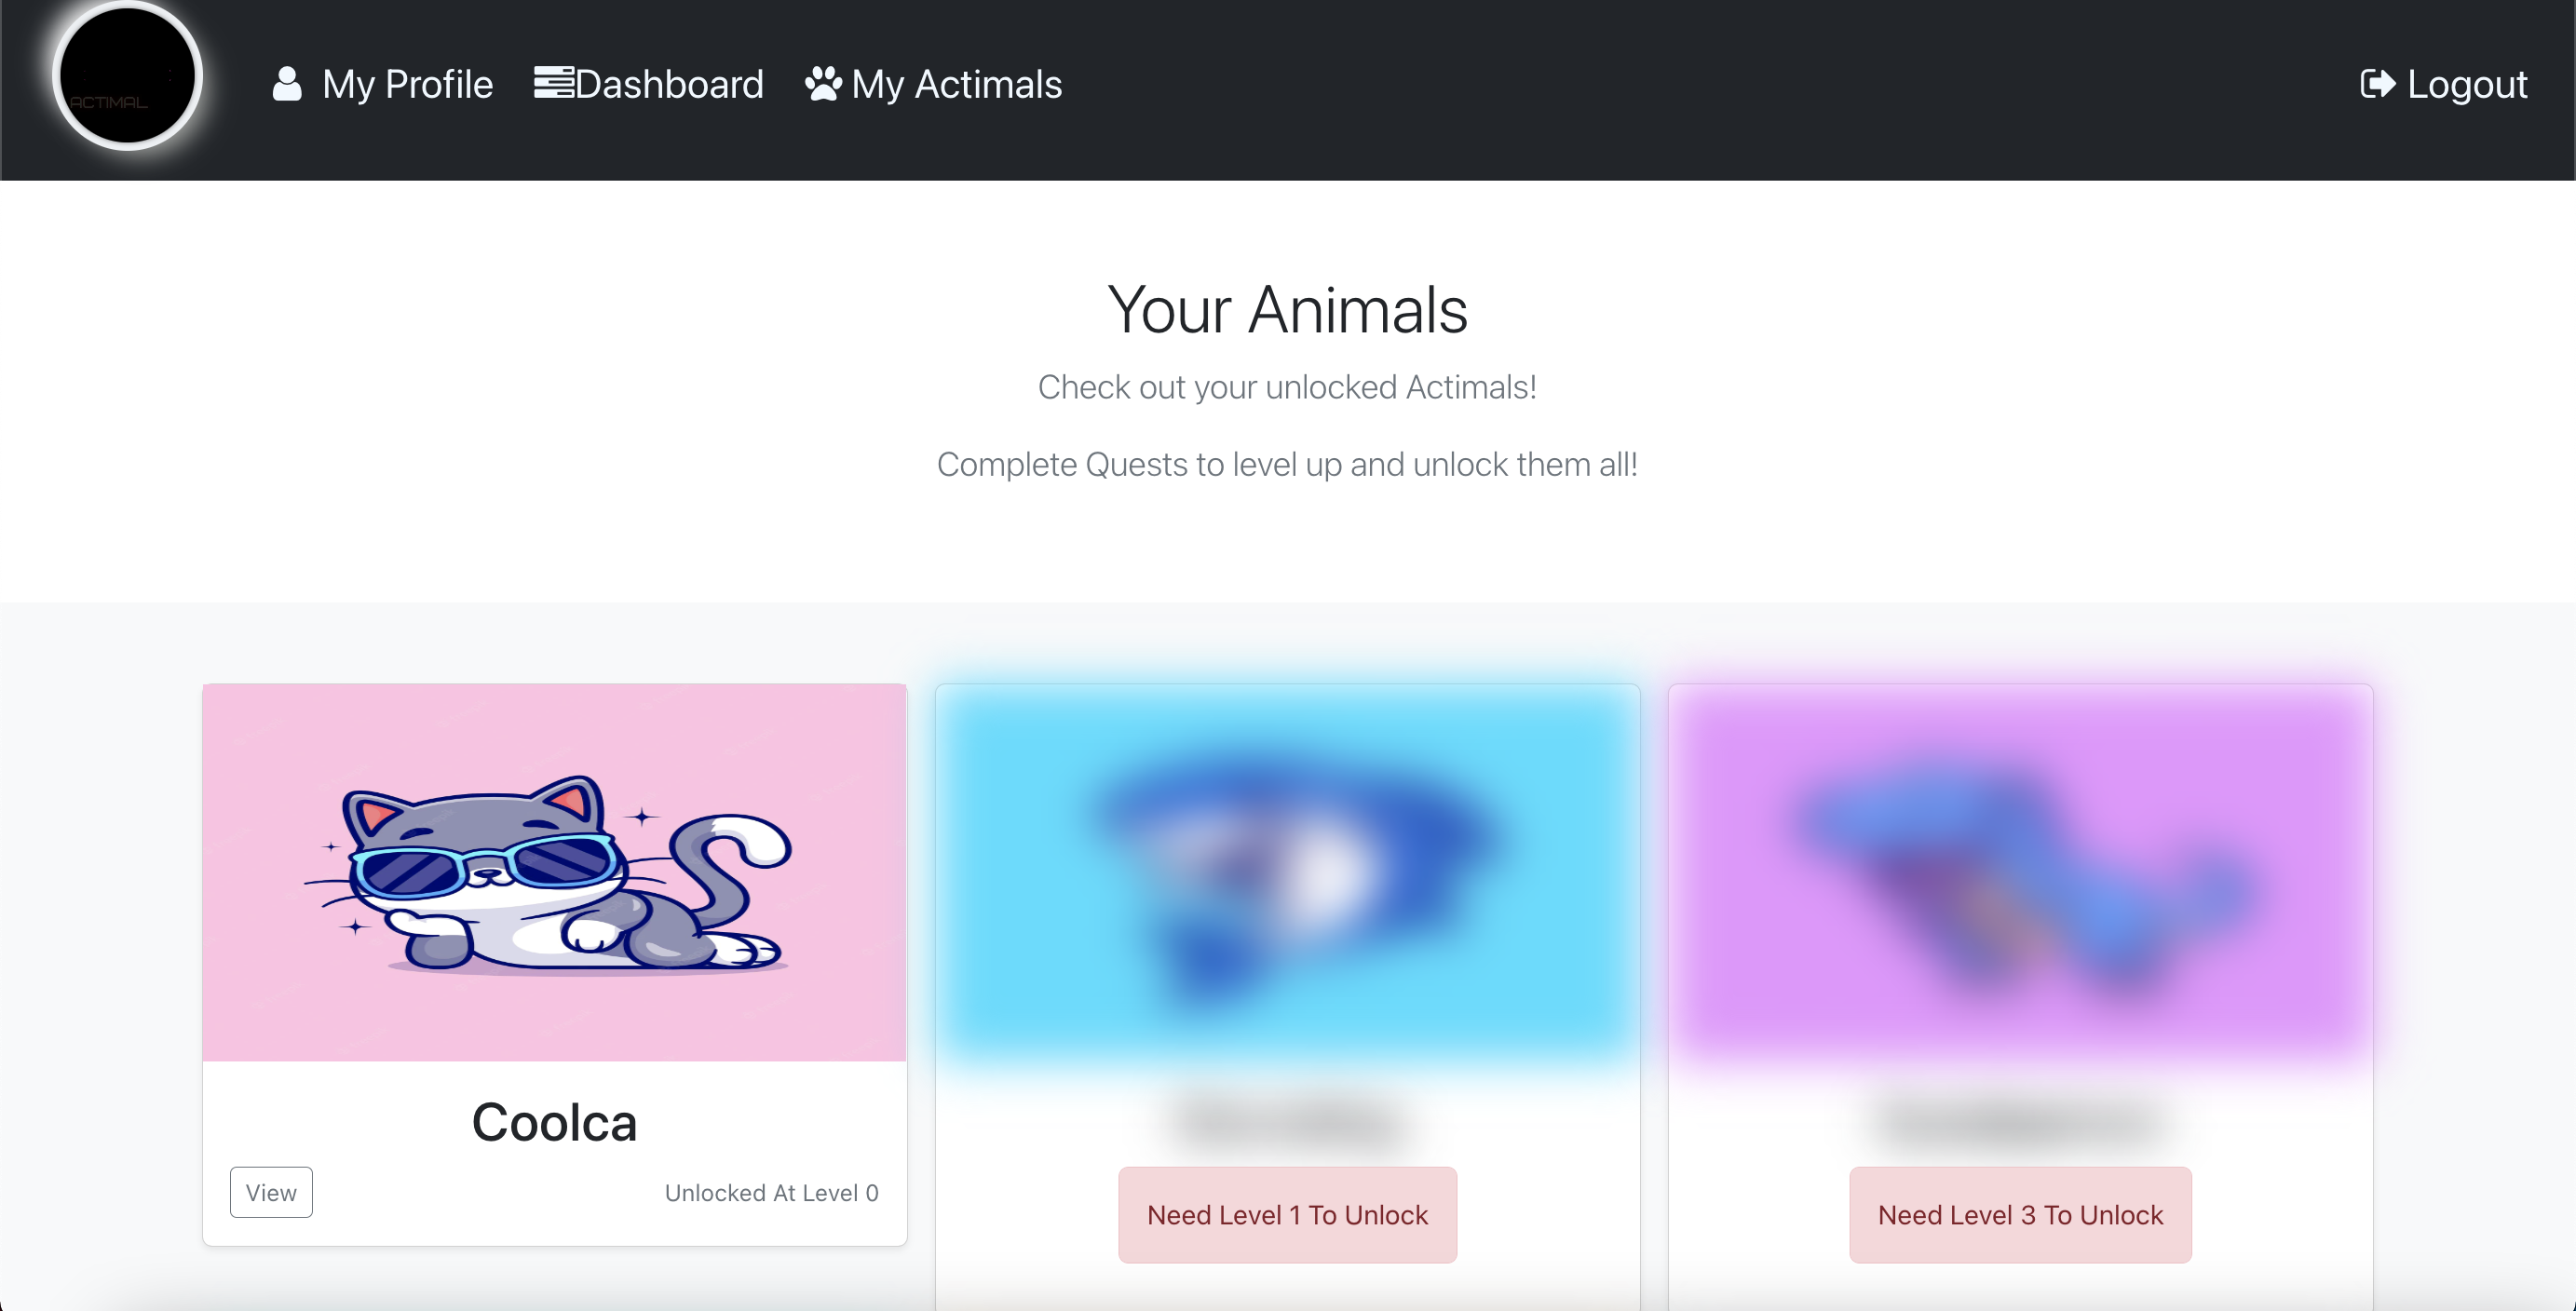 ACTIMAL
My Profile
Dashboard
My Actimals
Logout
Your Animals
Check out your unlocked Actimals!
Complete Quests to level up and unlock them all!
Coolca
View
Unlocked At Level 0
Need Level 1 To Unlock
Need Level 3 To Unlock